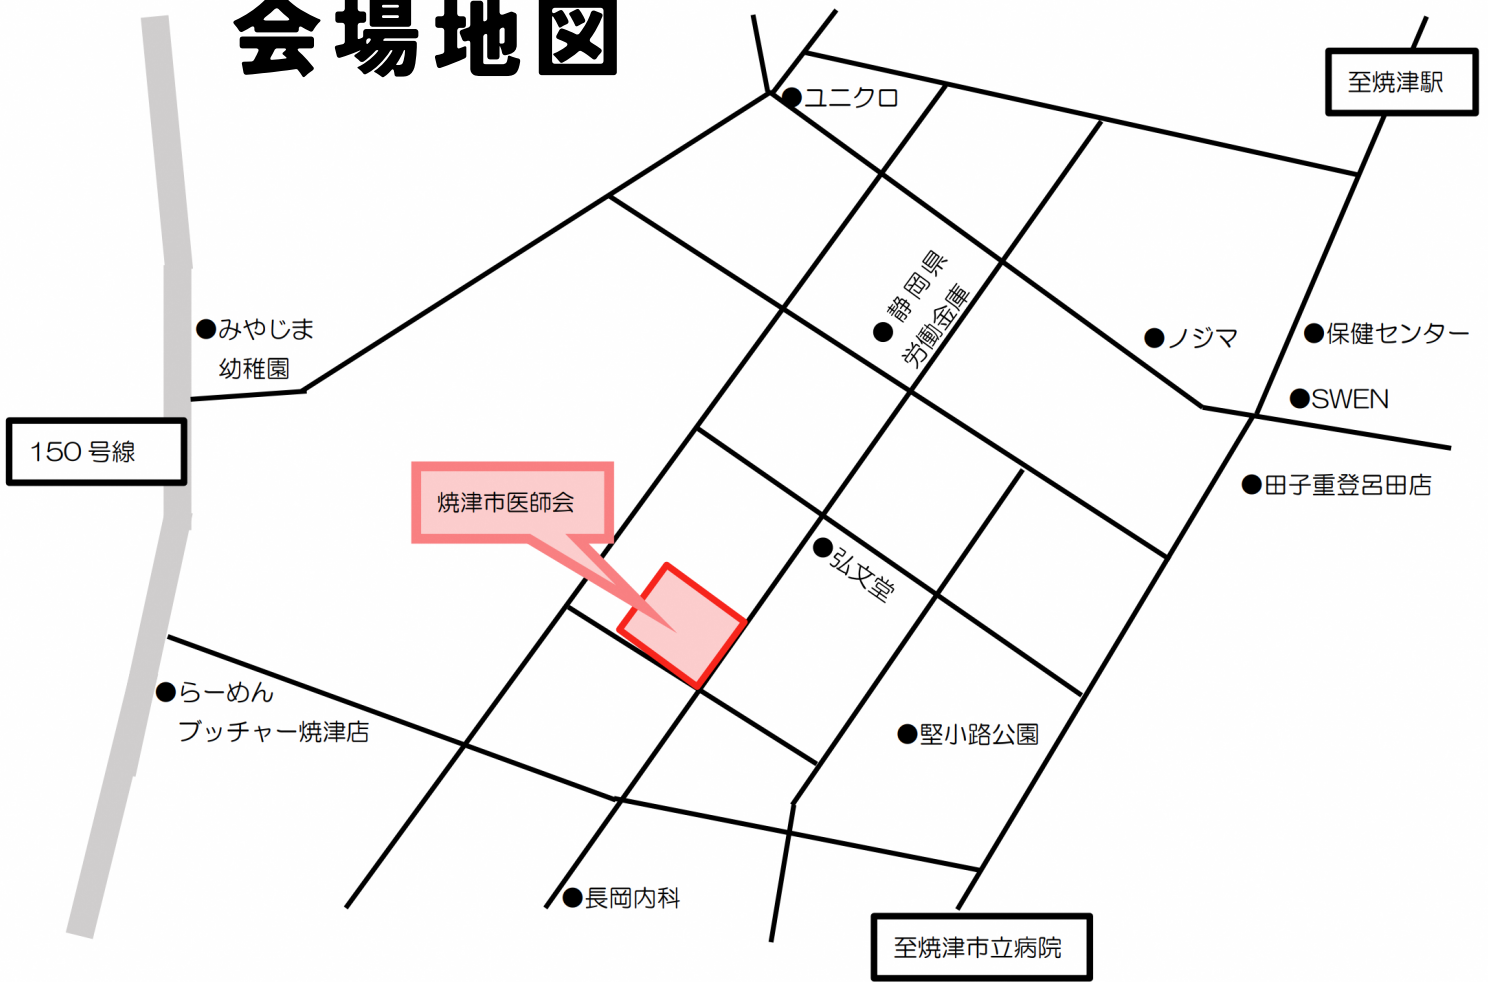 会場地図
至焼津駅
●ユニクロ
●静岡県
労働金庫
●みやじま
幼稚園
●ノジマ
●保健センター
●SWEN
150号線
●田子重登呂田店
焼津市医師会
●弘文堂
●らーめん
ブッチャー焼津店
●堅小路公園
●長岡内科
至焼津市立病院